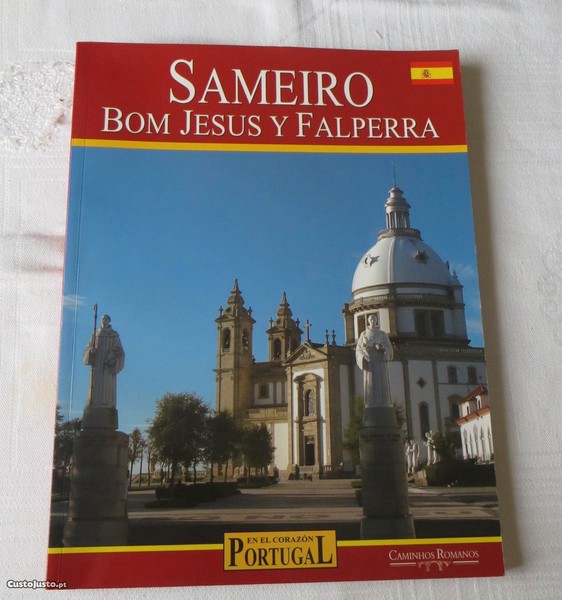 SAMEIRO
BOM JESUS Y FALPERRA
EN EL CORAZÓN
PORTUGAL
CAMINHOS ROMANOS
CustoJusto.pt